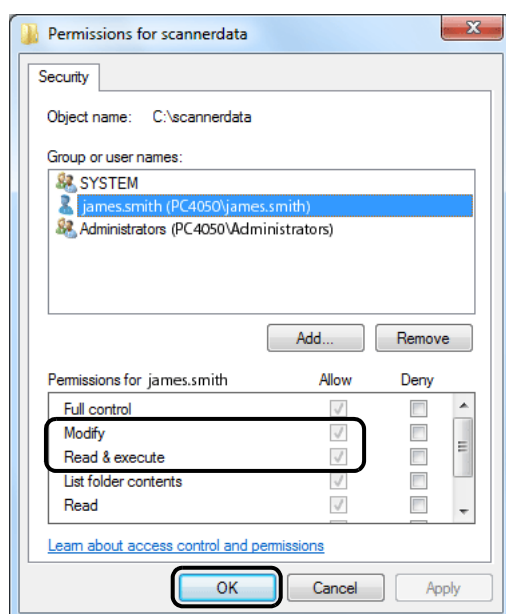 Permissions for scannerdata
Security
Object name: C:\scannerdata
Group or user names:
SYSTEM
james.smith (PC4050\james.smith)
Administrators (PC4050\Administrators)
Add... Remove
Permissions for james.smith Allow Deny
Full control
Modify
Read & execute
List folder contents
Read
Learn about access control and permissions
OK Cancel Apply